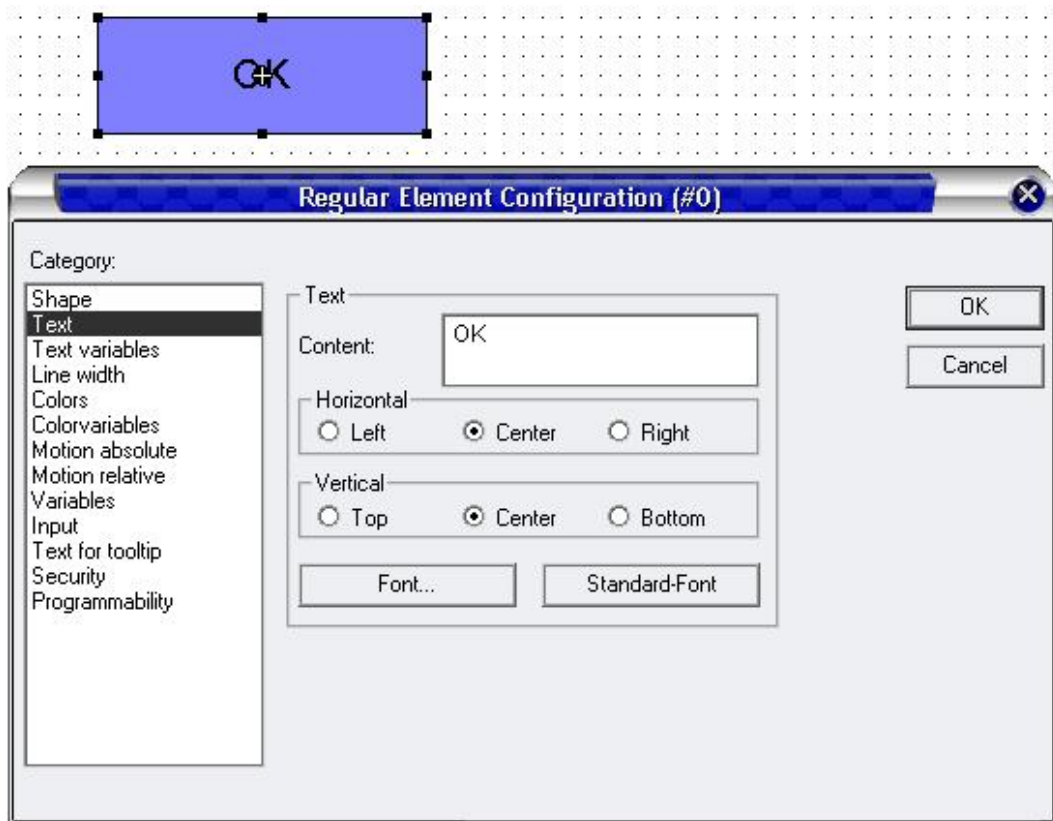 OK
Regular Element Configuration (#0)
Category:
Shape
Text
Text variables
Line width
Colors
Colorvariables
Motion absolute
Motion relative
Variables
Input
Text for tooltip
Security
Programmability
Text
Content: OK
Horizontal
Left Center Right
Vertical
Top Center Bottom
Font... Standard-Font
OK
Cancel